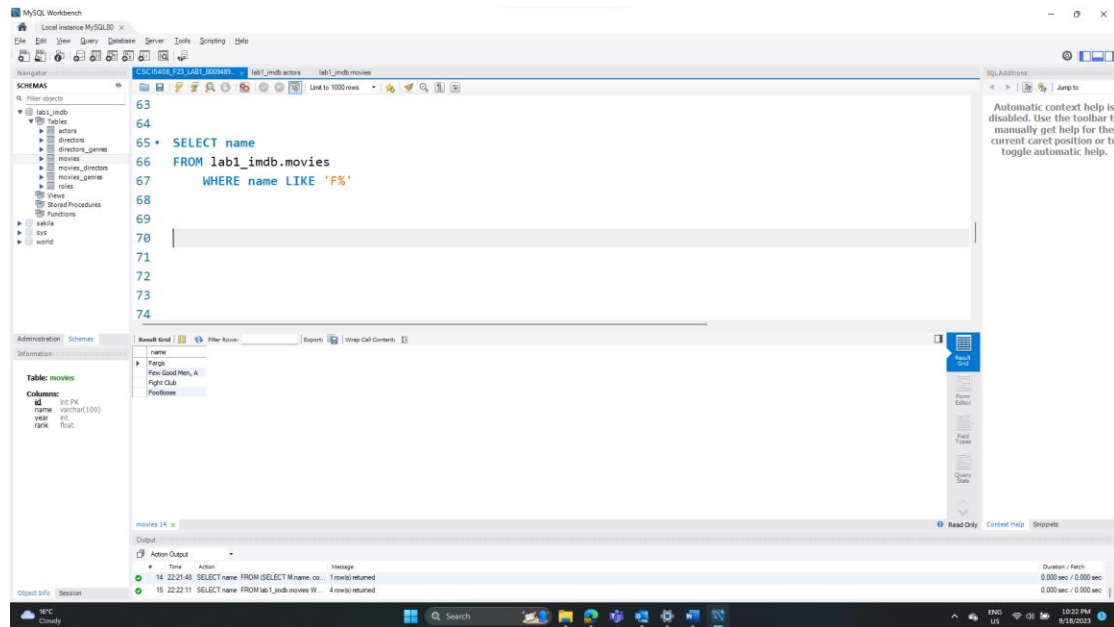 MySQL Workbench
Local instance MySQL80 ×
File Edit View Query Database Server Tools Scripting Help
Navigator
SCHEMAS
Filter objects
lab1_imdb
Tables
actors
directors
directors_genres
movies
movies_directors
movies_genres
roles
Views
Stored Procedures
Functions
sakila
sys
world
Administration Schemas
Information
Table: movies
Columns:
id int PK
name varchar(100)
year int
rank float
Object Info Session
lab1_imdb.actors lab1_imdb.movies
Limit to 1000 rows
63
64
65 SELECT name
66 FROM lab1_imdb.movies
67 WHERE name LIKE 'F%'
68
69
70
71
72
73
74
Result Grid Filter Rows: Export: Wrap Cell Content:
name
Fargo
Few Good Men, A
Fight Club
Footloose
Result Grid
Form Editor
Field Types
Query Stats
movies 14 ×
Read Only
Output
Action Output
# Time Action Message Duration / Fetch
14 22:21:48 SELECT name FROM (SELECT M.name, co... 1 row(s) returned 0.000 sec / 0.000 sec
15 22:22:11 SELECT name FROM lab1_imdb.movies W... 4 row(s) returned 0.000 sec / 0.000 sec
SQLAdditions
Jump to
Automatic context help is
disabled. Use the toolbar t
manually get help for the
current caret position or to
toggle automatic help.
Context Help Snippets
16°C
Cloudy
Search
ENG
US
10:22 PM
9/18/2023